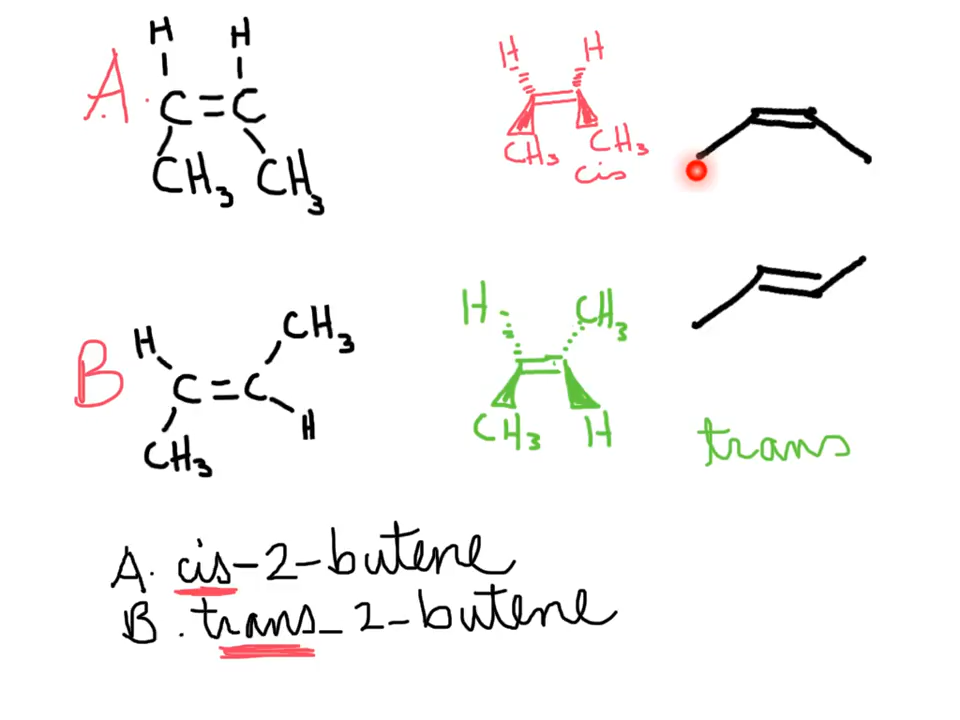 H H
A. C=C
CH3 CH3
H H
CH3 CH3
cis
H CH3
B C=C
CH3 H
H CH3
CH3 H
trans
A. cis-2-butene
B. trans-2-butene